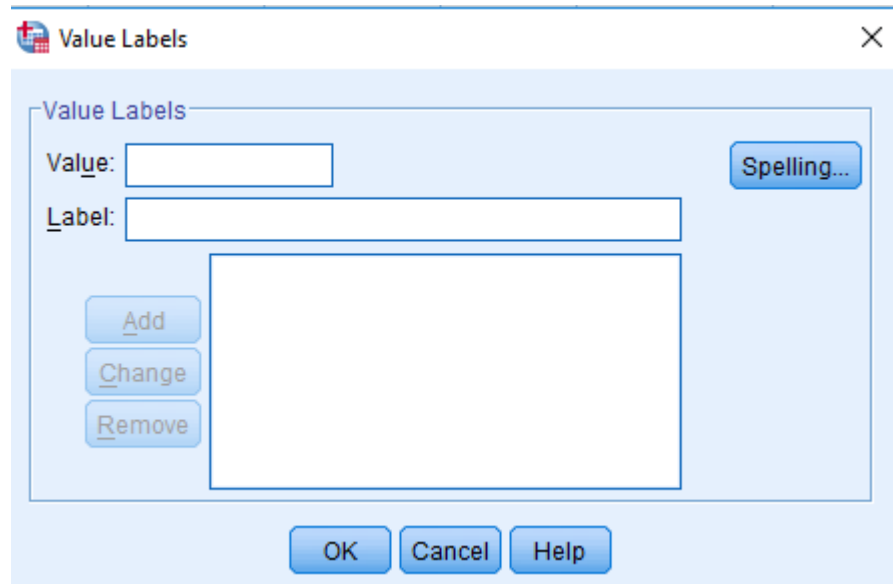 Value Labels
Value Labels
Value:
Spelling...
Label:
Add
Change
Remove
OK Cancel Help